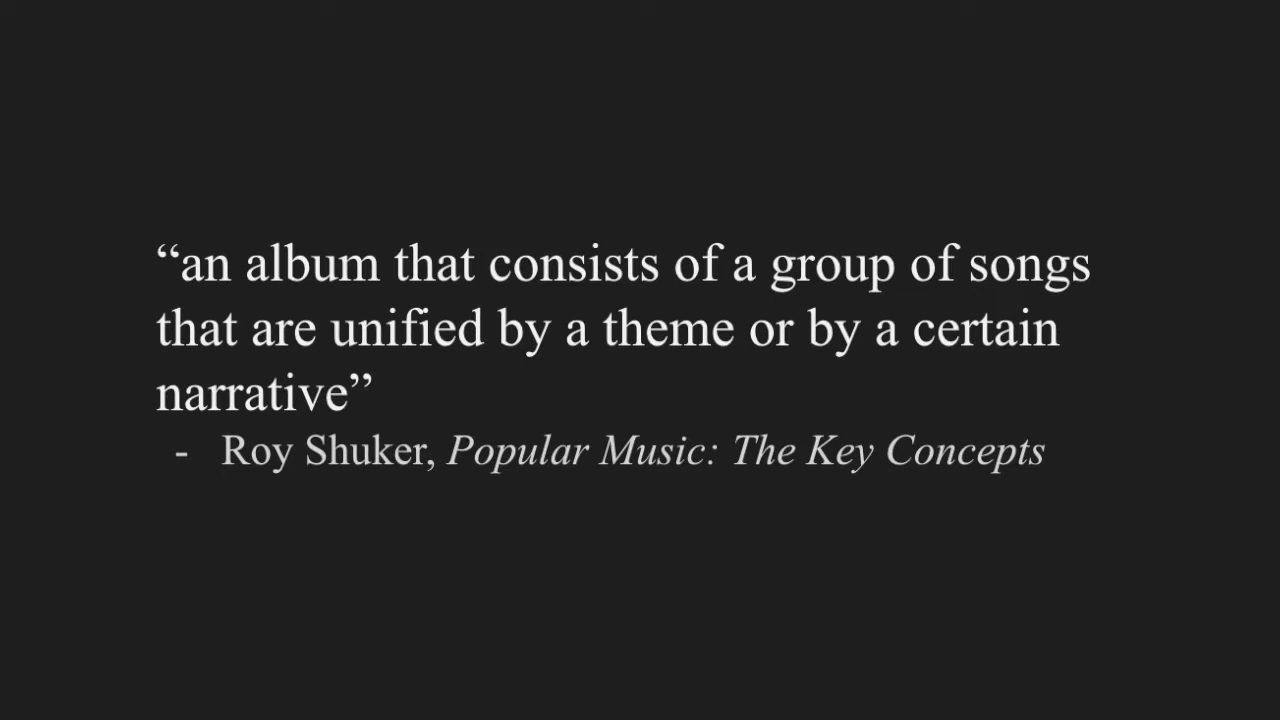 “an album that consists of a group of songs
that are unified by a theme or by a certain
narrative”
- Roy Shuker, Popular Music: The Key Concepts